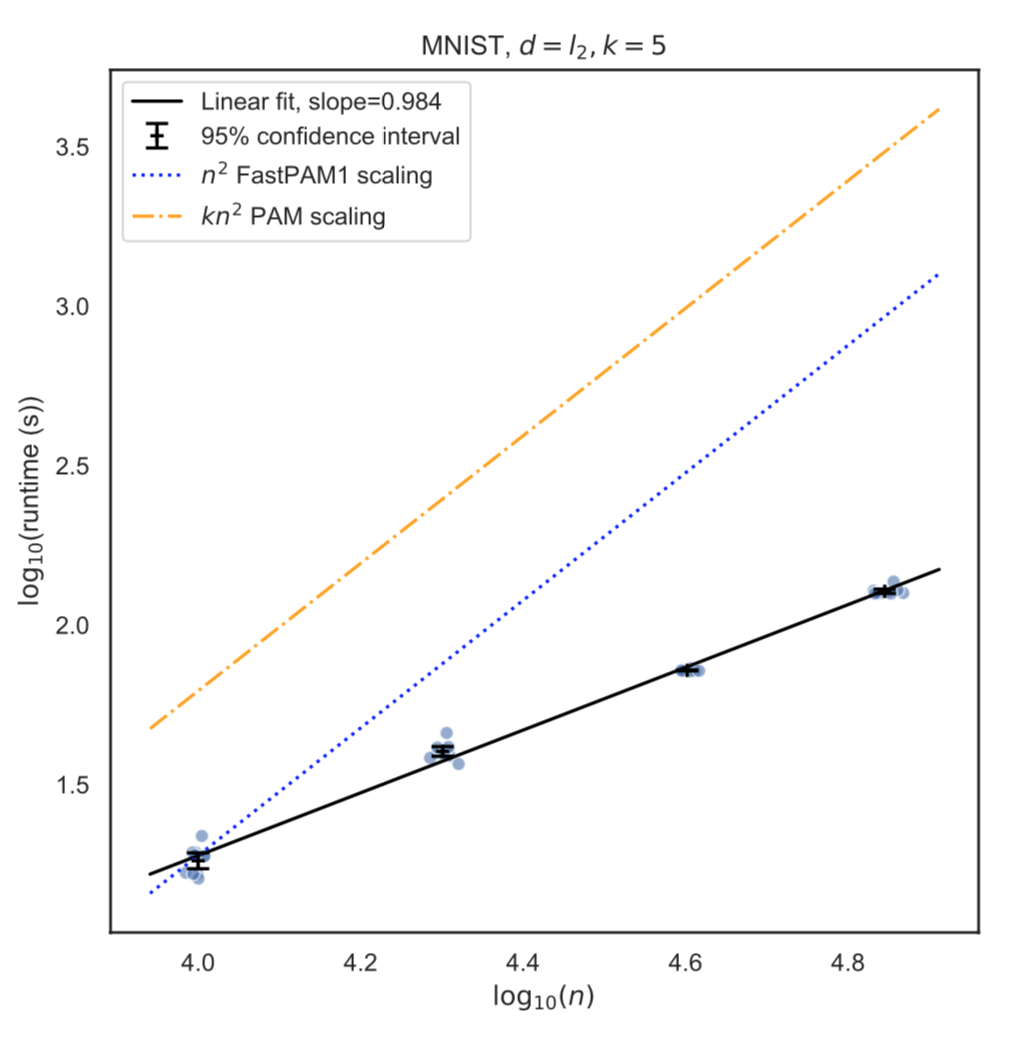 MNIST, d = l₂, k = 5
Linear fit, slope=0.984
95% confidence interval
n² FastPAM1 scaling
kn² PAM scaling
3.5
3.0
2.5
2.0
1.5
log₁₀(runtime (s))
4.0 4.2 4.4 4.6 4.8
log₁₀(n)